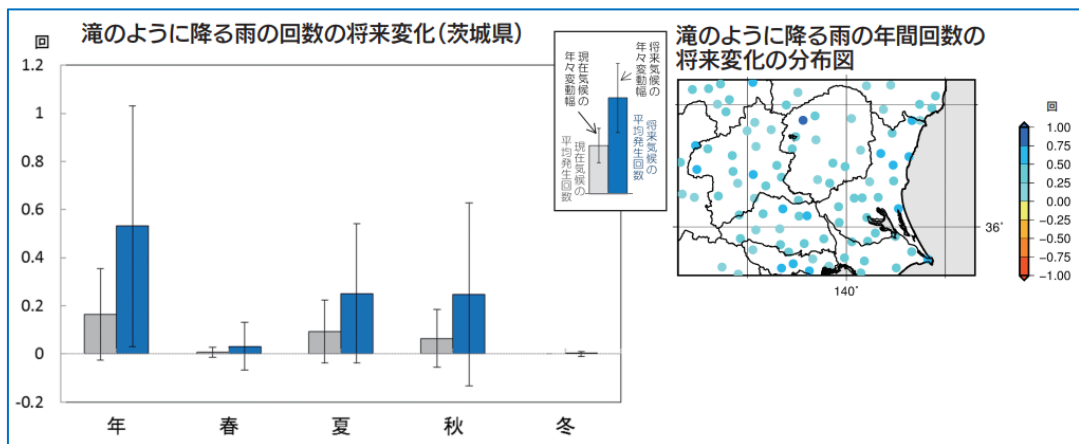 滝のように降る雨の回数の将来変化(茨城県)
回
1.2
1
0.8
0.6
0.4
0.2
0
-0.2
年
春
夏
秋
冬
現在気候の
年々変動幅
将来気候の
年々変動幅
現在気候の
平均発生回数
将来気候の
平均発生回数
滝のように降る雨の年間回数の
将来変化の分布図
回
1.00
0.75
0.50
0.25
0.00
-0.25
-0.50
-0.75
-1.00
36°
140°